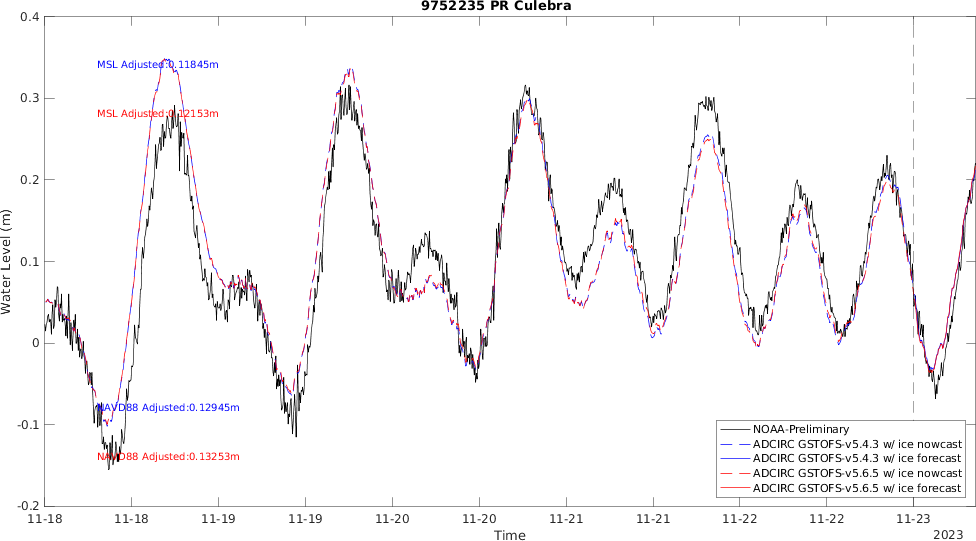 9752235 PR Culebra
0.4
0.3
0.2
0.1
0
-0.1
-0.2
Water Level (m)
MSL Adjusted:0.11845m
MSL Adjusted:0.12153m
NAVD88 Adjusted:0.12945m
NAVD88 Adjusted:0.13253m
NOAA-Preliminary
ADCIRC GSTOFS-v5.4.3 w/ ice nowcast
ADCIRC GSTOFS-v5.4.3 w/ ice forecast
ADCIRC GSTOFS-v5.6.5 w/ ice nowcast
ADCIRC GSTOFS-v5.6.5 w/ ice forecast
11-18 11-18 11-19 11-19 11-20 11-20 11-21 11-21 11-22 11-22 11-23
Time
2023